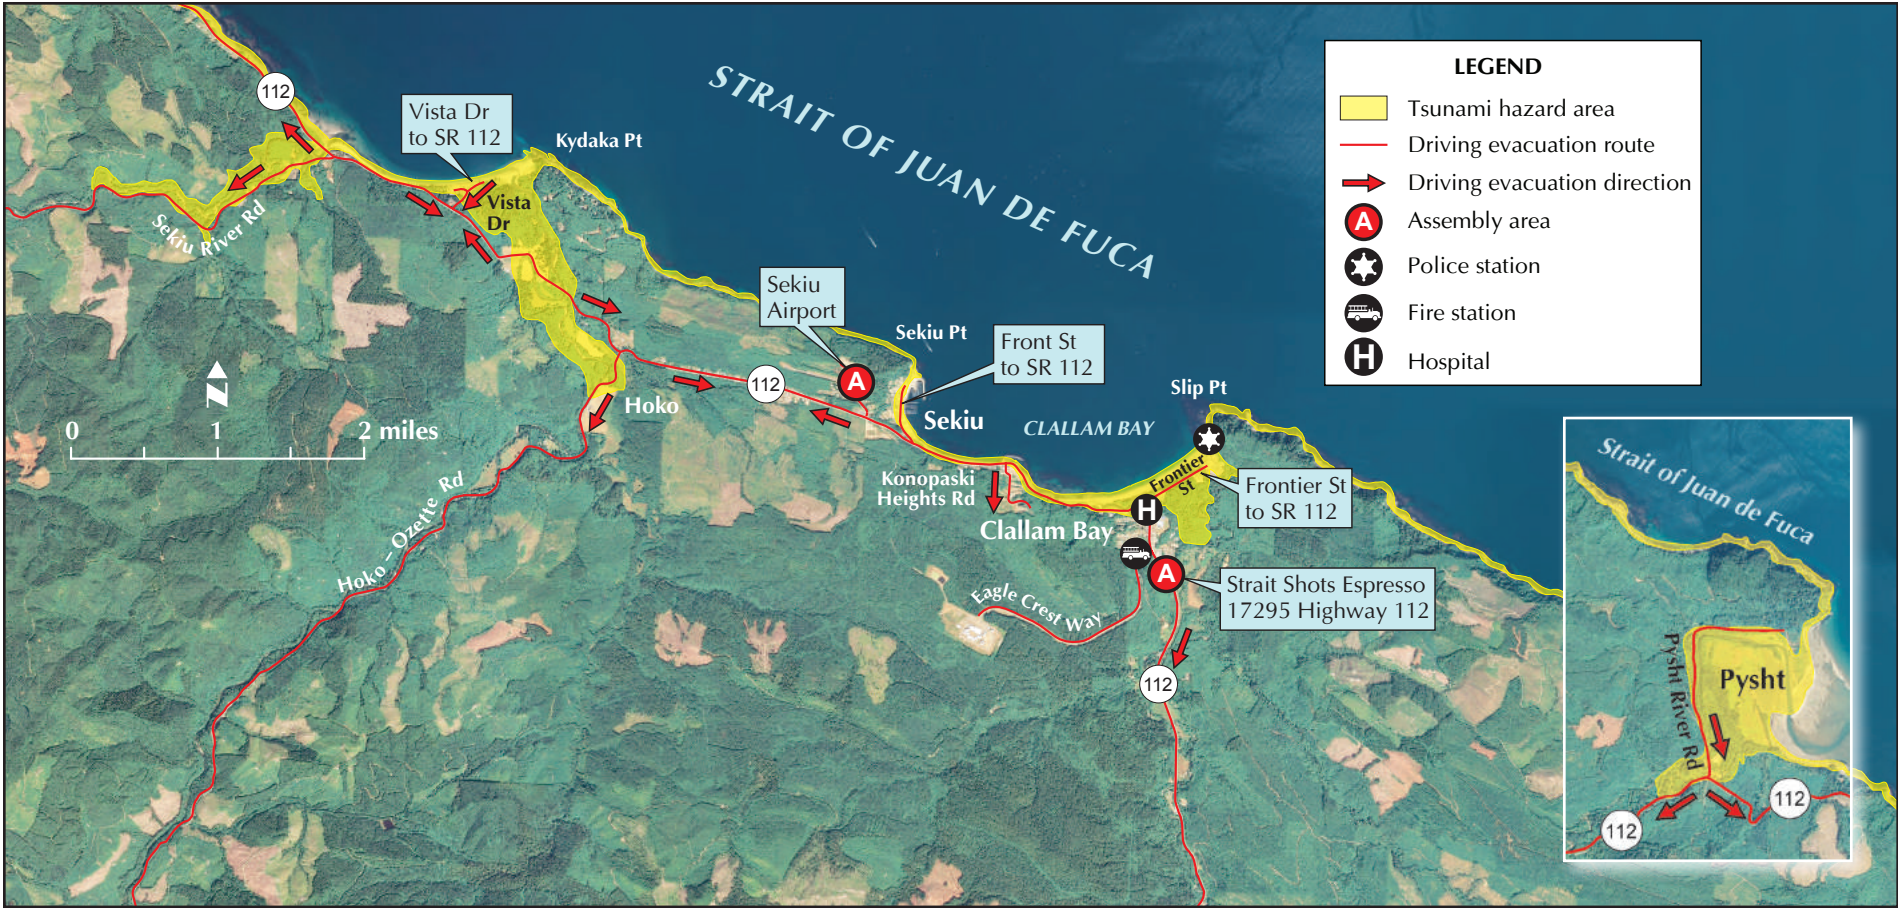 STRAIT OF JUAN DE FUCA
LEGEND
Tsunami hazard area
Driving evacuation route
Driving evacuation direction
A
Assembly area
Police station
Fire station
H
Hospital
112
Vista Dr
to SR 112
Kydaka Pt
Vista
Dr
Sekiu River Rd
Sekiu
Airport
Sekiu Pt
Front St
to SR 112
A
112
Hoko
Sekiu
CLALLAM BAY
Slip Pt
N
0 1 2 miles
Konopaski
Heights Rd
Frontier
St
Frontier St
to SR 112
H
Clallam Bay
Hoko – Ozette Rd
A
Strait Shots Espresso
17295 Highway 112
Eagle Crest Way
112
Strait of Juan de Fuca
Pysht
Pysht River Rd
112
112